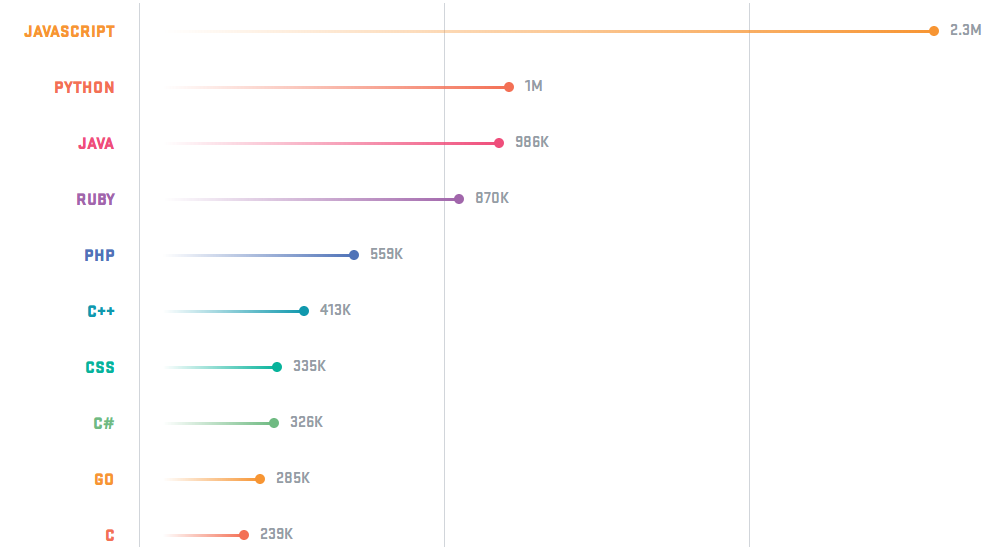 JAVASCRIPT 2.3M
PYTHON 1M
JAVA 986K
RUBY 870K
PHP 559K
C++ 413K
CSS 335K
C# 326K
GO 285K
C 239K